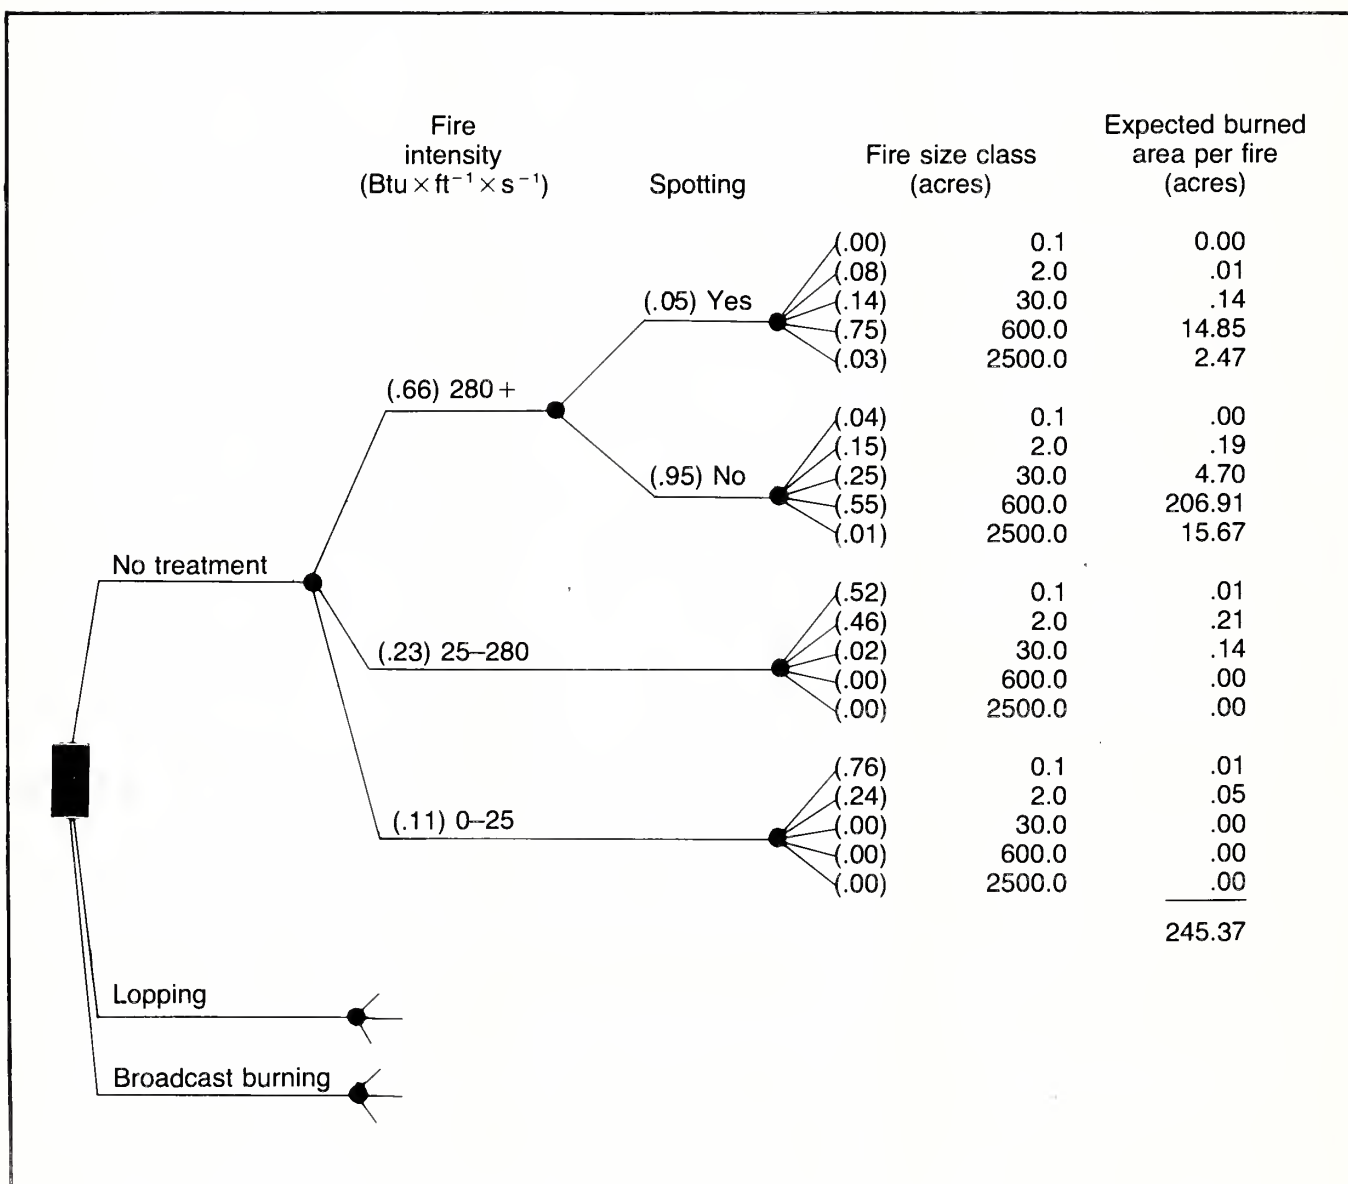 Fire
intensity
(Btu × ft⁻¹ × s⁻¹)
Spotting
Fire size class
(acres)
Expected burned
area per fire
(acres)
(.00) 0.1 0.00
(.08) 2.0 .01
(.05) Yes (.14) 30.0 .14
(.75) 600.0 14.85
(.03) 2500.0 2.47
(.66) 280+
(.04) 0.1 .00
(.15) 2.0 .19
(.95) No (.25) 30.0 4.70
(.55) 600.0 206.91
(.01) 2500.0 15.67
No treatment
(.52) 0.1 .01
(.46) 2.0 .21
(.23) 25–280 (.02) 30.0 .14
(.00) 600.0 .00
(.00) 2500.0 .00
(.76) 0.1 .01
(.24) 2.0 .05
(.11) 0–25 (.00) 30.0 .00
(.00) 600.0 .00
(.00) 2500.0 .00
245.37
Lopping
Broadcast burning